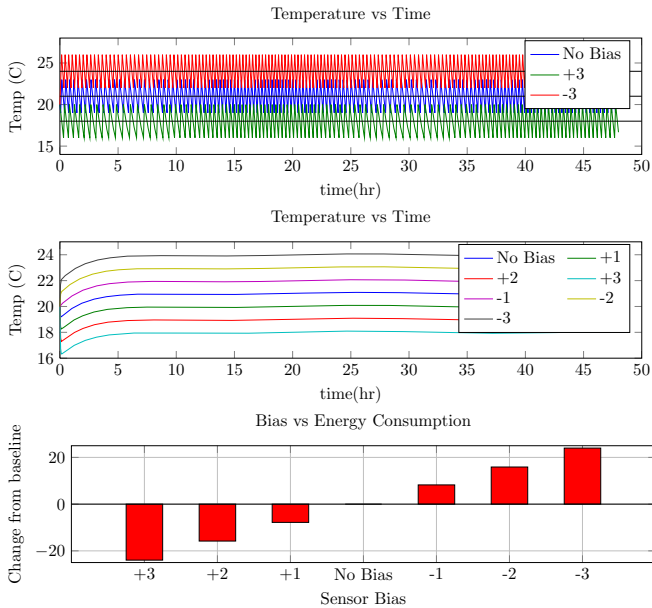 Temperature vs Time
Temp (C)
25
20
15
No Bias
+3
-3
0 5 10 15 20 25 30 35 40 45 50
time(hr)
Temperature vs Time
Temp (C)
24
22
20
18
16
No Bias +1
+2 +3
-1 -2
-3
0 5 10 15 20 25 30 35 40 45 50
time(hr)
Bias vs Energy Consumption
Change from baseline
20
0
−20
+3 +2 +1 No Bias -1 -2 -3
Sensor Bias